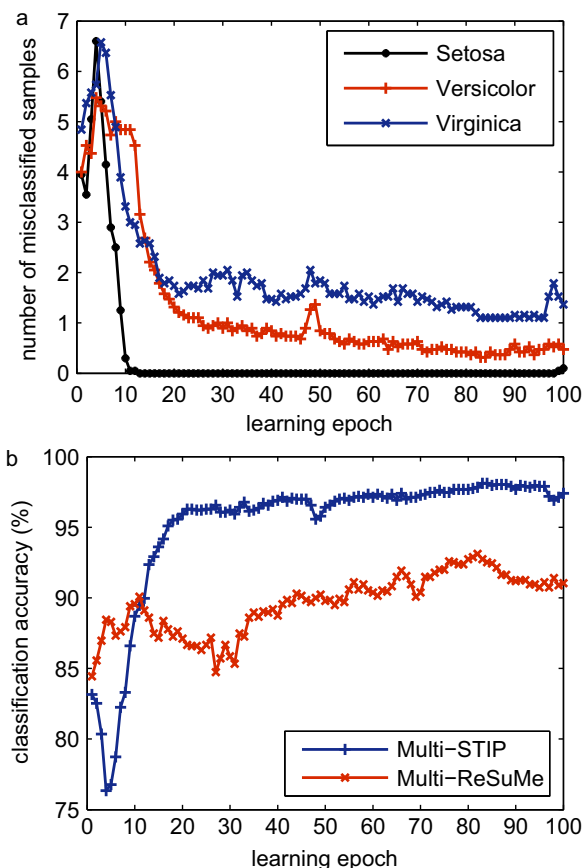 a
7
6
5
4
3
2
1
0
number of misclassified samples
Setosa
Versicolor
Virginica
0 10 20 30 40 50 60 70 80 90 100
learning epoch
b
100
95
90
85
80
75
classification accuracy (%)
Multi−STIP
Multi−ReSuMe
0 10 20 30 40 50 60 70 80 90 100
learning epoch